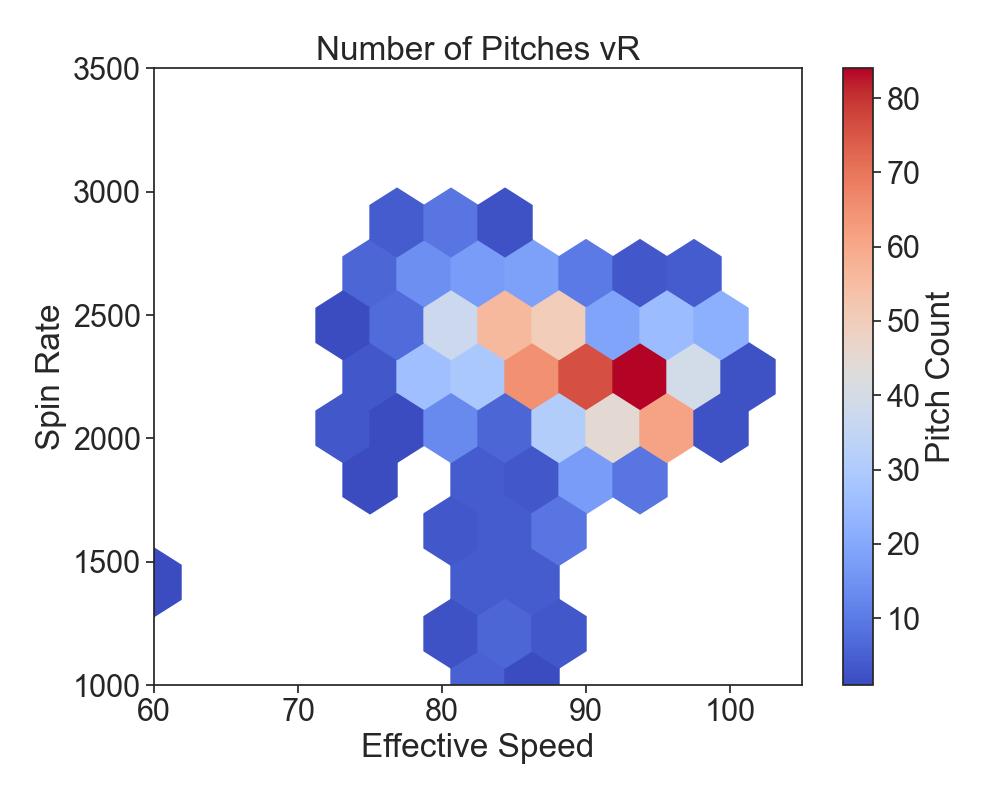 Number of Pitches vR
3500
3000
2500
2000
1500
1000
Spin Rate
60 70 80 90 100
Effective Speed
80
70
60
50
40
30
20
10
Pitch Count